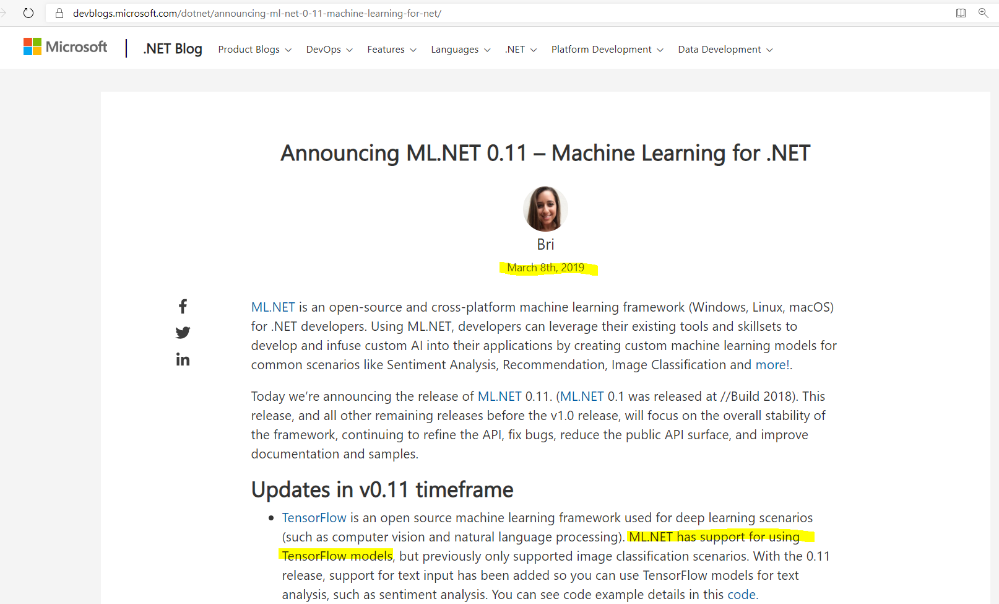 devblogs.microsoft.com/dotnet/announcing-ml-net-0-11-machine-learning-for-net/
Microsoft | .NET Blog Product Blogs DevOps Features Languages .NET Platform Development Data Development
Announcing ML.NET 0.11 – Machine Learning for .NET
Bri
March 8th, 2019
ML.NET is an open-source and cross-platform machine learning framework (Windows, Linux, macOS)
for .NET developers. Using ML.NET, developers can leverage their existing tools and skillsets to
develop and infuse custom AI into their applications by creating custom machine learning models for
common scenarios like Sentiment Analysis, Recommendation, Image Classification and more!.
Today we’re announcing the release of ML.NET 0.11. (ML.NET 0.1 was released at //Build 2018). This
release, and all other remaining releases before the v1.0 release, will focus on the overall stability of
the framework, continuing to refine the API, fix bugs, reduce the public API surface, and improve
documentation and samples.
Updates in v0.11 timeframe
• TensorFlow is an open source machine learning framework used for deep learning scenarios
(such as computer vision and natural language processing). ML.NET has support for using
TensorFlow models, but previously only supported image classification scenarios. With the 0.11
release, support for text input has been added so you can use TensorFlow models for text
analysis, such as sentiment analysis. You can see code example details in this code.